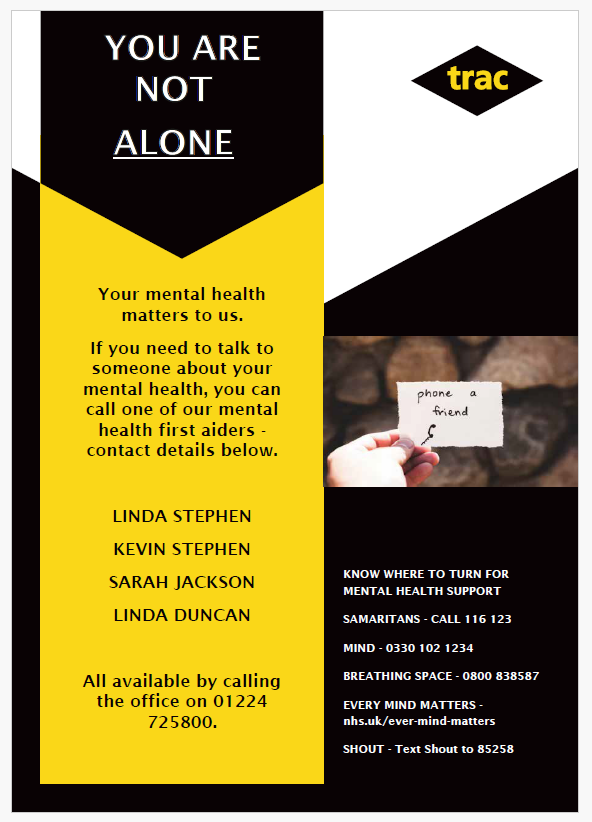 YOU ARE
NOT
ALONE
trac
Your mental health
matters to us.
If you need to talk to
someone about your
mental health, you can
call one of our mental
health first aiders -
contact details below.
LINDA STEPHEN
KEVIN STEPHEN
SARAH JACKSON
LINDA DUNCAN
All available by calling
the office on 01224
725800.
phone a
friend
KNOW WHERE TO TURN FOR
MENTAL HEALTH SUPPORT
SAMARITANS - CALL 116 123
MIND - 0330 102 1234
BREATHING SPACE - 0800 838587
EVERY MIND MATTERS -
nhs.uk/ever-mind-matters
SHOUT - Text Shout to 85258